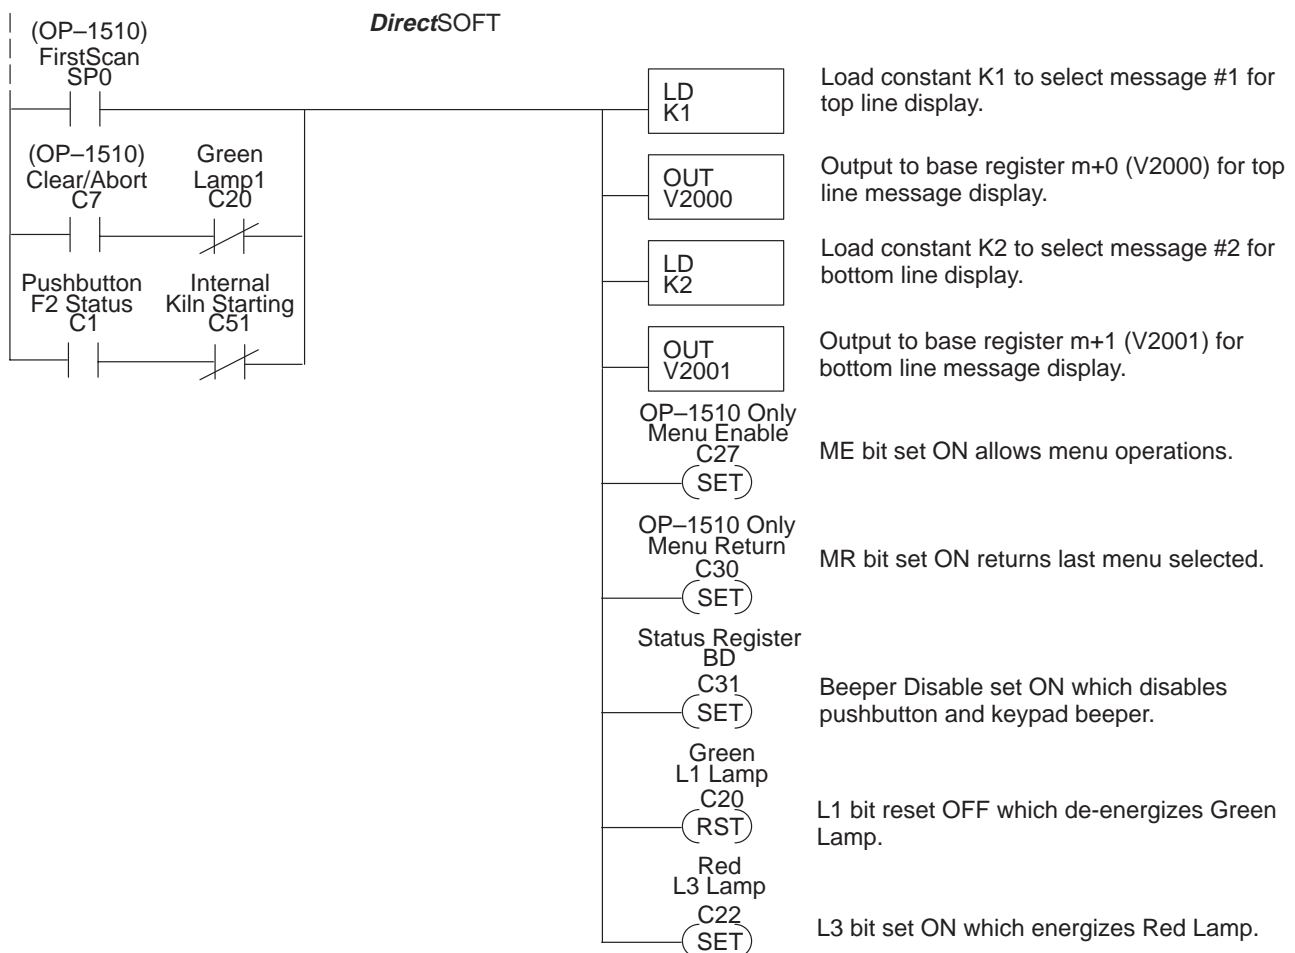 DirectSOFT
(OP–1510)
FirstScan
SP0
(OP–1510)
Clear/Abort
C7
Green
Lamp1
C20
Pushbutton
F2 Status
C1
Internal
Kiln Starting
C51
LD
K1
Load constant K1 to select message #1 for
top line display.
OUT
V2000
Output to base register m+0 (V2000) for top
line message display.
LD
K2
Load constant K2 to select message #2 for
bottom line display.
OUT
V2001
Output to base register m+1 (V2001) for
bottom line message display.
OP–1510 Only
Menu Enable
C27
SET
ME bit set ON allows menu operations.
OP–1510 Only
Menu Return
C30
SET
MR bit set ON returns last menu selected.
Status Register
BD
C31
SET
Beeper Disable set ON which disables
pushbutton and keypad beeper.
Green
L1 Lamp
C20
RST
L1 bit reset OFF which de-energizes Green
Lamp.
Red
L3 Lamp
C22
SET
L3 bit set ON which energizes Red Lamp.